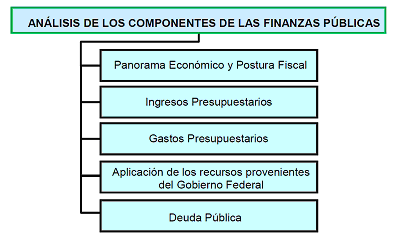 ANÁLISIS DE LOS COMPONENTES DE LAS FINANZAS PÚBLICAS
Panorama Económico y Postura Fiscal
Ingresos Presupuestarios
Gastos Presupuestarios
Aplicación de los recursos provenientes
del Gobierno Federal
Deuda Pública